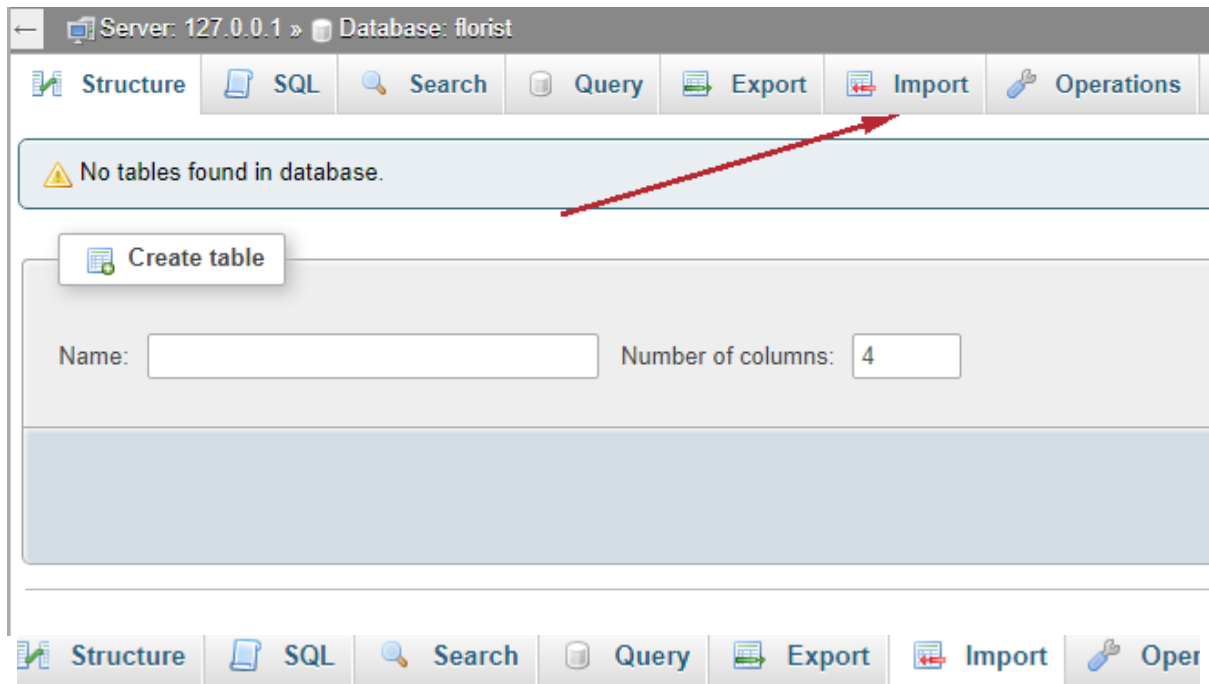 Server: 127.0.0.1 » Database: florist
Structure SQL Search Query Export Import Operations
No tables found in database.
Create table
Name: Number of columns: 4
Structure SQL Search Query Export Import Oper